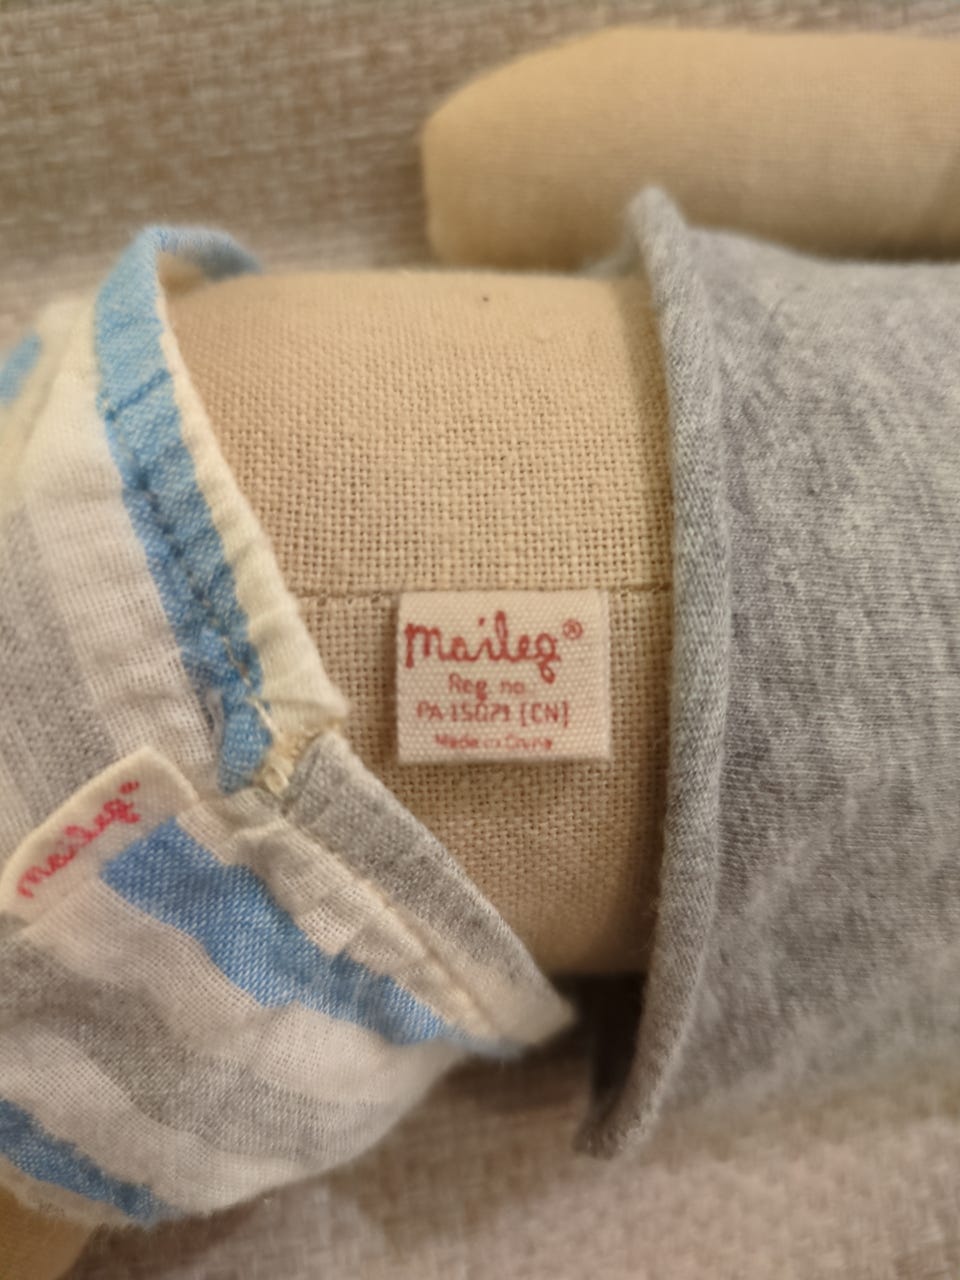 maileg®
Reg. no.
PA-15071 [CN]
Made in China
maileg®